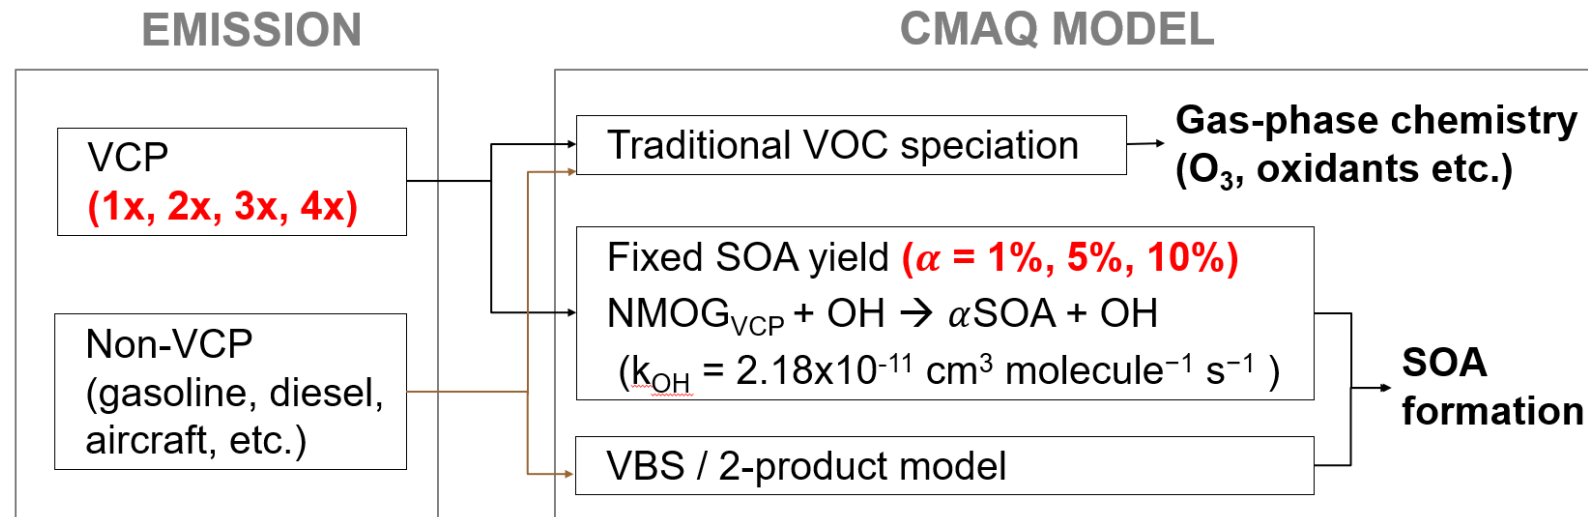 EMISSION
CMAQ MODEL
VCP
(1x, 2x, 3x, 4x)
Non-VCP
(gasoline, diesel,
aircraft, etc.)
Traditional VOC speciation
Gas-phase chemistry
(O₃, oxidants etc.)
Fixed SOA yield (α = 1%, 5%, 10%)
NMOG_VCP + OH → αSOA + OH
(k_OH = 2.18x10⁻¹¹ cm³ molecule⁻¹ s⁻¹ )
VBS / 2-product model
SOA
formation